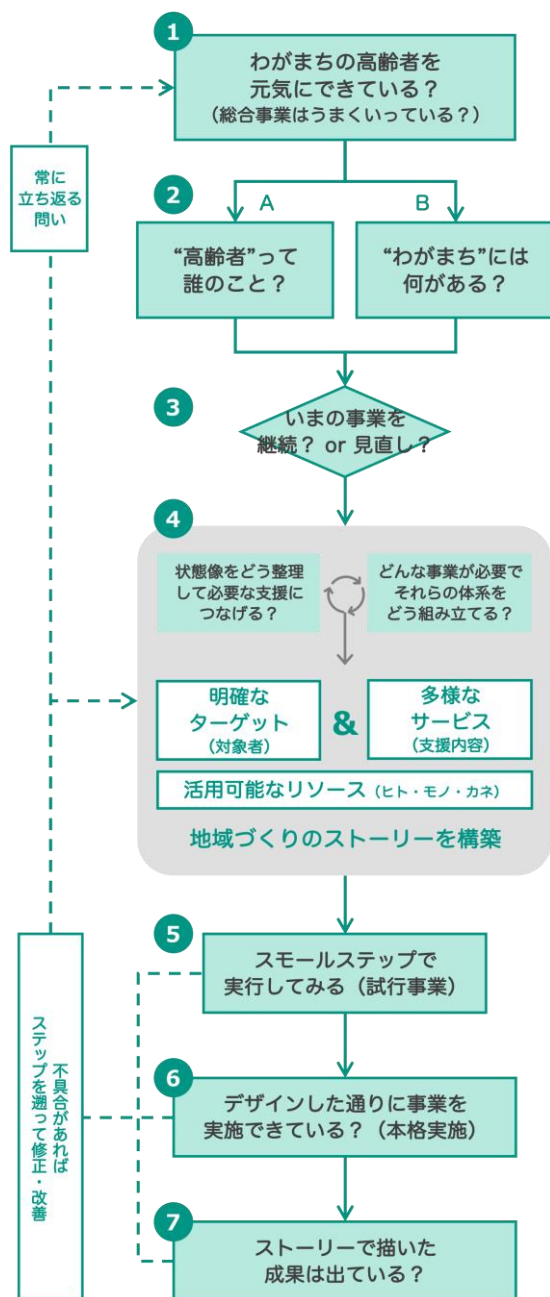 1
わがまちの高齢者を
元気にできている？
（総合事業はうまくいっている？）
常に
立ち返る
問い
2
A
B
“高齢者”って
誰のこと？
“わがまち”には
何がある？
3
いまの事業を
継続？ or 見直し？
4
状態像をどう整理
して必要な支援に
つなげる？
どんな事業が必要で
それらの体系を
どう組み立てる？
明確な
ターゲット
（対象者）
&
多様な
サービス
（支援内容）
活用可能なリソース（ヒト・モノ・カネ）
地域づくりのストーリーを構築
5
スモールステップで
実行してみる（試行事業）
不具合があれば
ステップを遡って修正・改善
6
デザインした通りに事業を
実施できている？（本格実施）
7
ストーリーで描いた
成果は出ている？